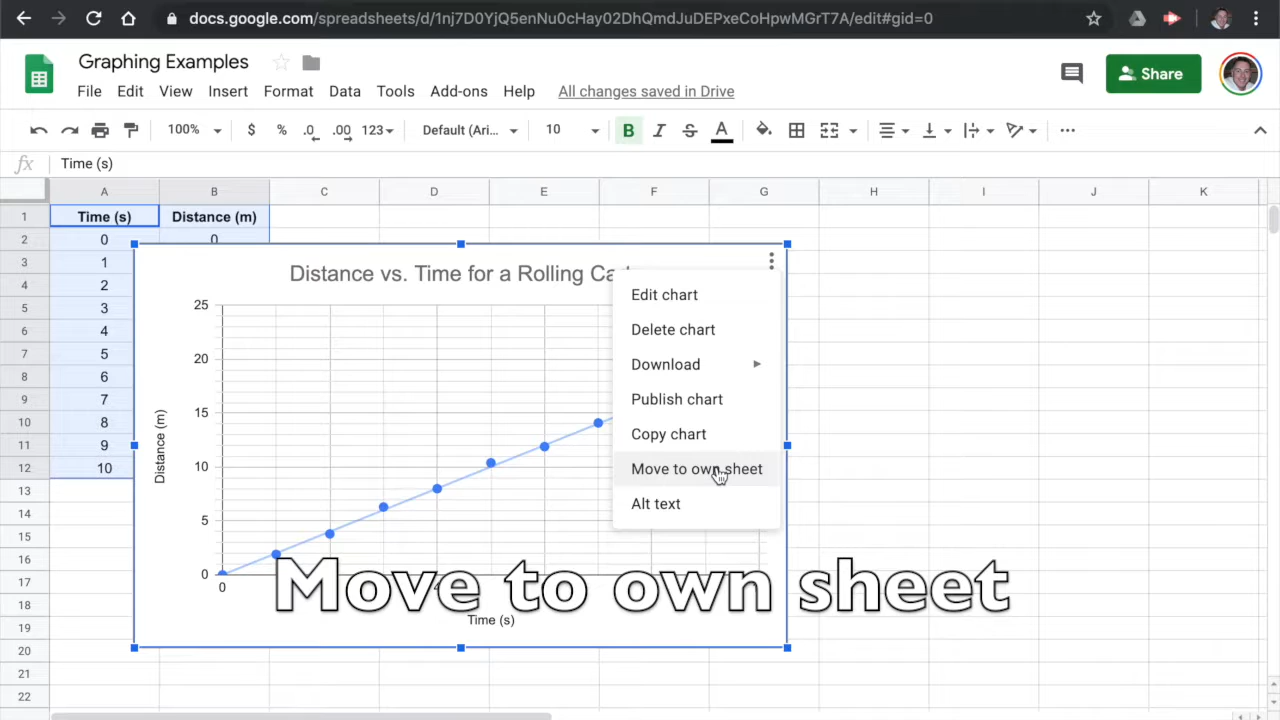 docs.google.com/spreadsheets/d/1nj7D0YjQ5enNu0cHay02DhQmdJuDEPxeCoHpwMGrT7A/edit#gid=0
Graphing Examples
Share
File Edit View Insert Format Data Tools Add-ons Help All changes saved in Drive
100% $ % .0 .00 123 Default (Ari... 10 B I S A
fx Time (s)
A B C D E F G H I J K
1 Time (s) Distance (m)
2 0 0
3 1
4 2
5 3
6 4
7 5
8 6
9 7
10 8
11 9
12 10
13
14
15
16
17
18
19
20
21
22
Distance vs. Time for a Rolling Ca
25
20
15
10
5
0
0
Distance (m)
Time (s)
Edit chart
Delete chart
Download
Publish chart
Copy chart
Move to own sheet
Alt text
Move to own sheet